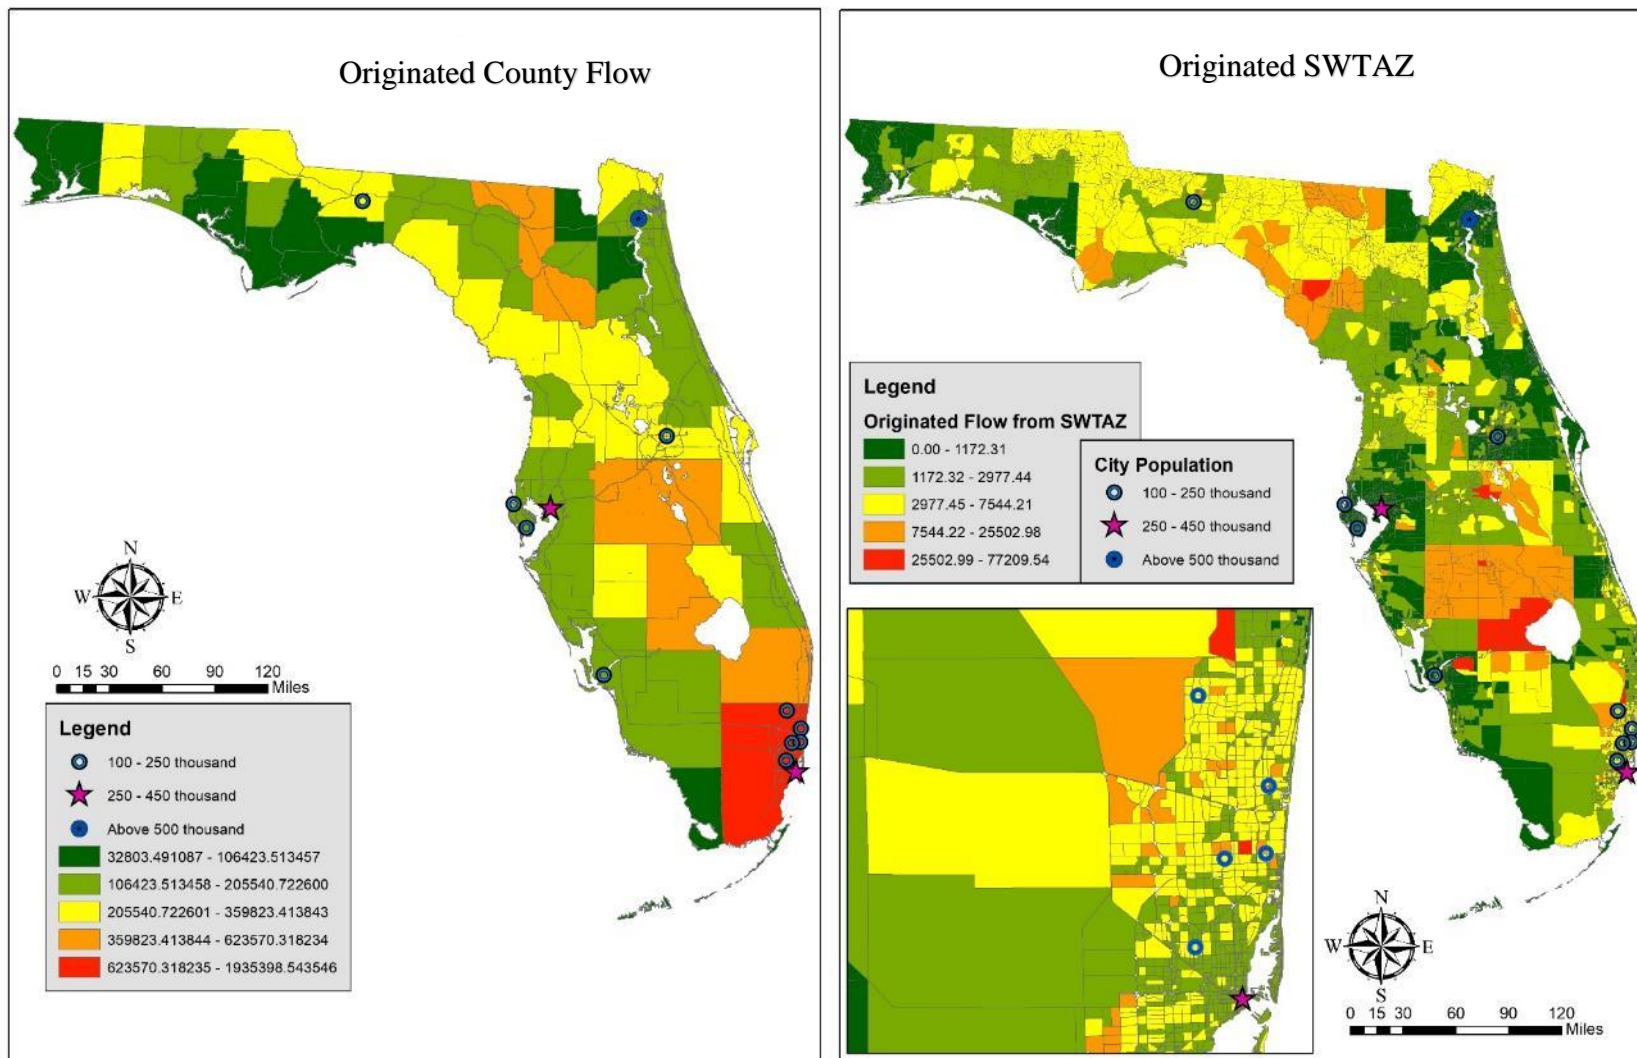 Originated County Flow
N
W E
S
0 15 30 60 90 120
Miles
Legend
100 - 250 thousand
250 - 450 thousand
Above 500 thousand
32803.491087 - 106423.513457
106423.513458 - 205540.722600
205540.722601 - 359823.413843
359823.413844 - 623570.318234
623570.318235 - 1935398.543546
Originated SWTAZ
Legend
Originated Flow from SWTAZ
0.00 - 1172.31
1172.32 - 2977.44
2977.45 - 7544.21
7544.22 - 25502.98
25502.99 - 77209.54
City Population
100 - 250 thousand
250 - 450 thousand
Above 500 thousand
N
W E
S
0 15 30 60 90 120
Miles